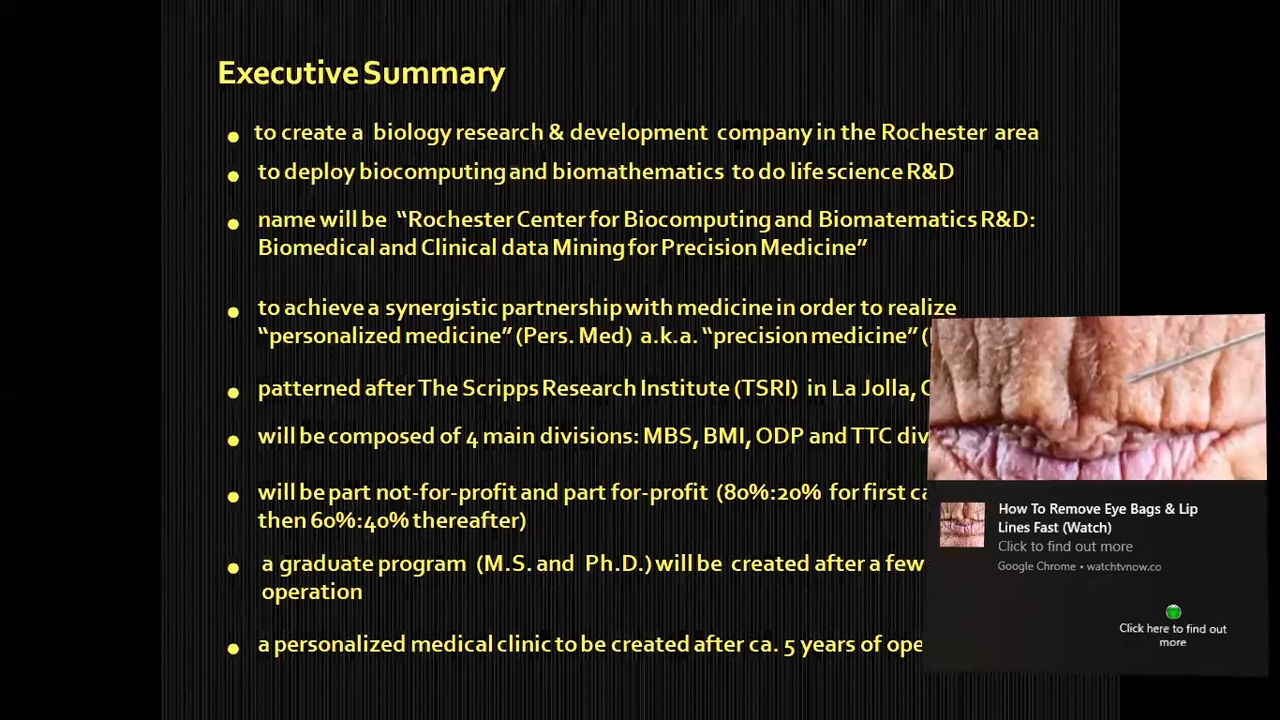 Executive Summary
to create a biology research & development company in the Rochester area
to deploy biocomputing and biomathematics to do life science R&D
name will be “Rochester Center for Biocomputing and Biomatematics R&D:
Biomedical and Clinical data Mining for Precision Medicine”
to achieve a synergistic partnership with medicine in order to realize
“personalized medicine” (Pers. Med) a.k.a. “precision medicine” (
patterned after The Scripps Research Institute (TSRI) in La Jolla,
will be composed of 4 main divisions: MBS, BMI, ODP and TTC
will be part not-for-profit and part for-profit (80%:20% for first
then 60%:40% thereafter)
a graduate program (M.S. and Ph.D.) will be created after a few
operation
a personalized medical clinic to be created after ca. 5 years of
How To Remove Eye Bags & Lip
Lines Fast (Watch)
Click to find out more
Google Chrome • watchtvnow.co
Click here to find out
more